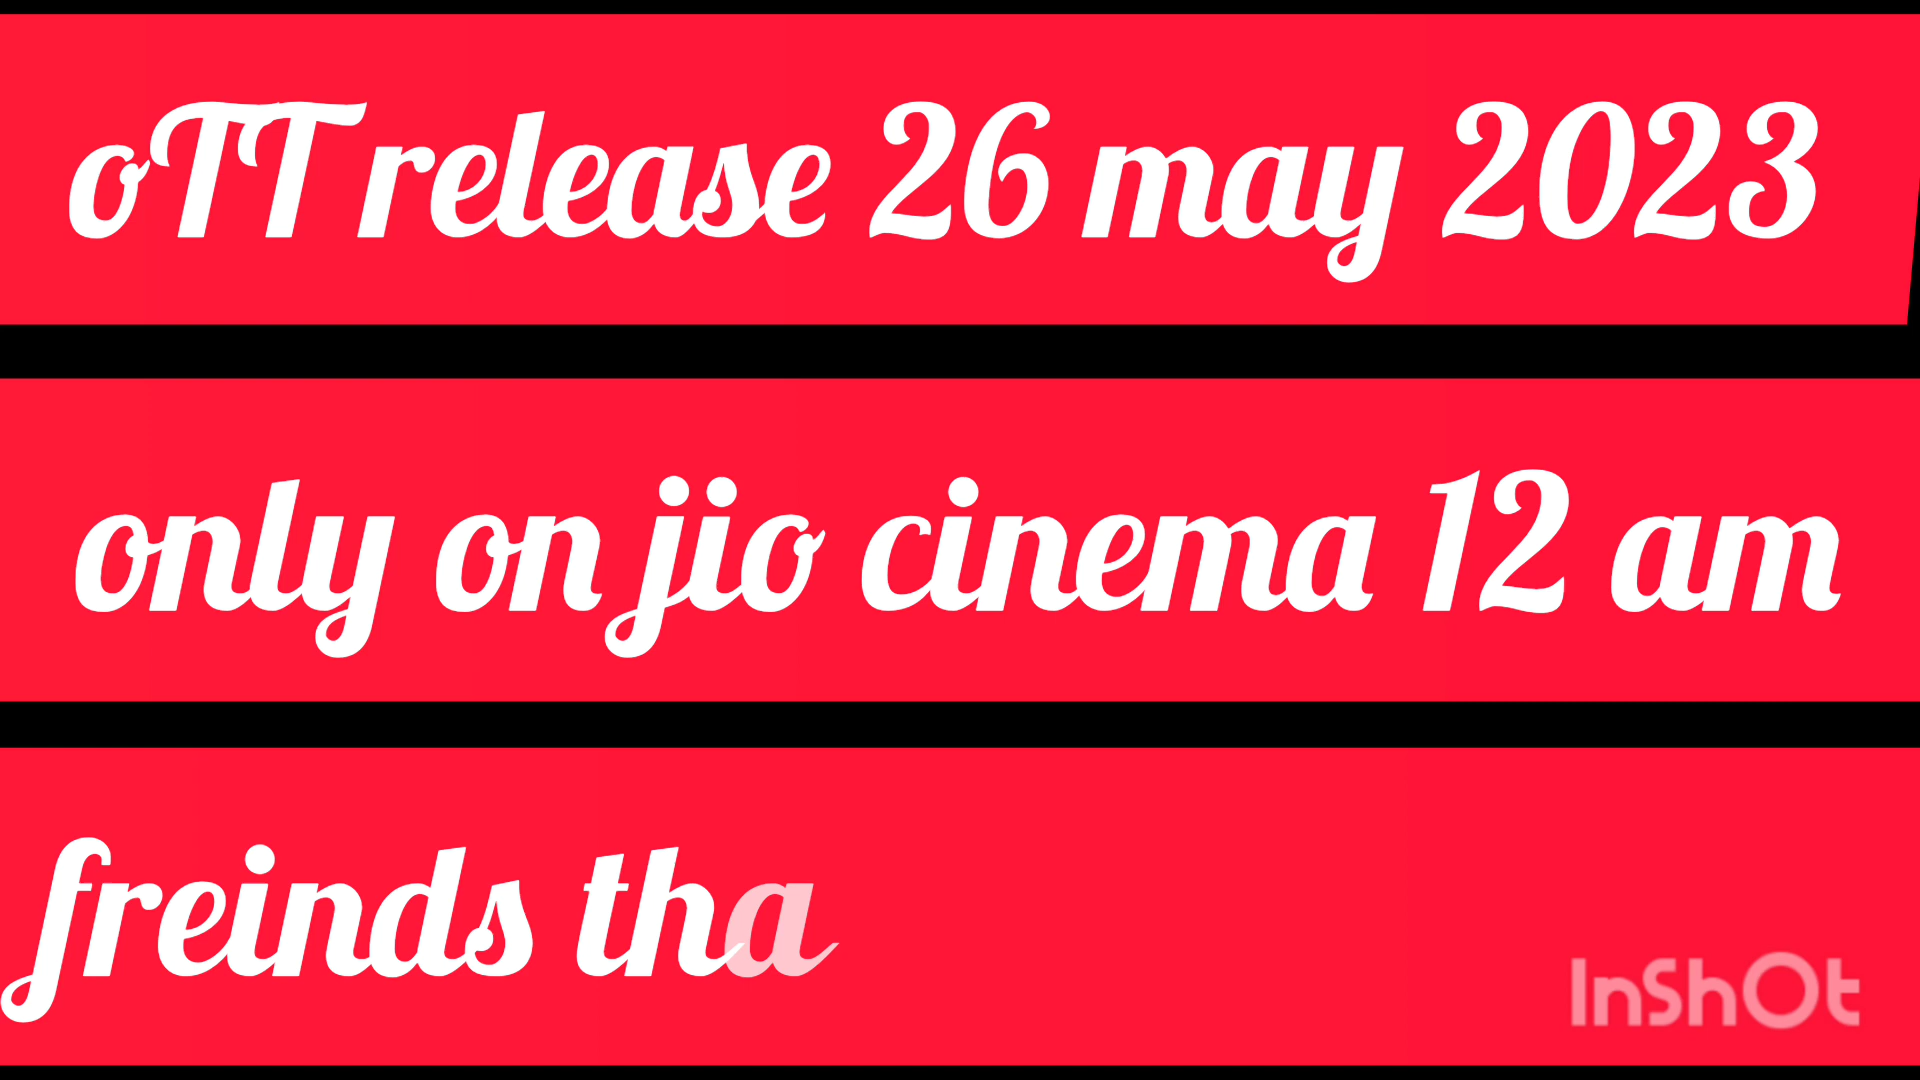 oTT release 26 may 2023
only on jio cinema 12 am
freinds tha
InShOt